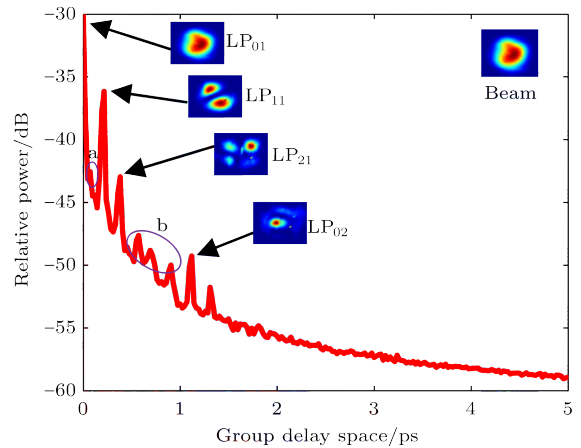 −30
−35
−40
−45
−50
−55
−60
Relative power/dB
LP01
LP11
LP21
LP02
Beam
a
b
0
1
2
3
4
5
Group delay space/ps